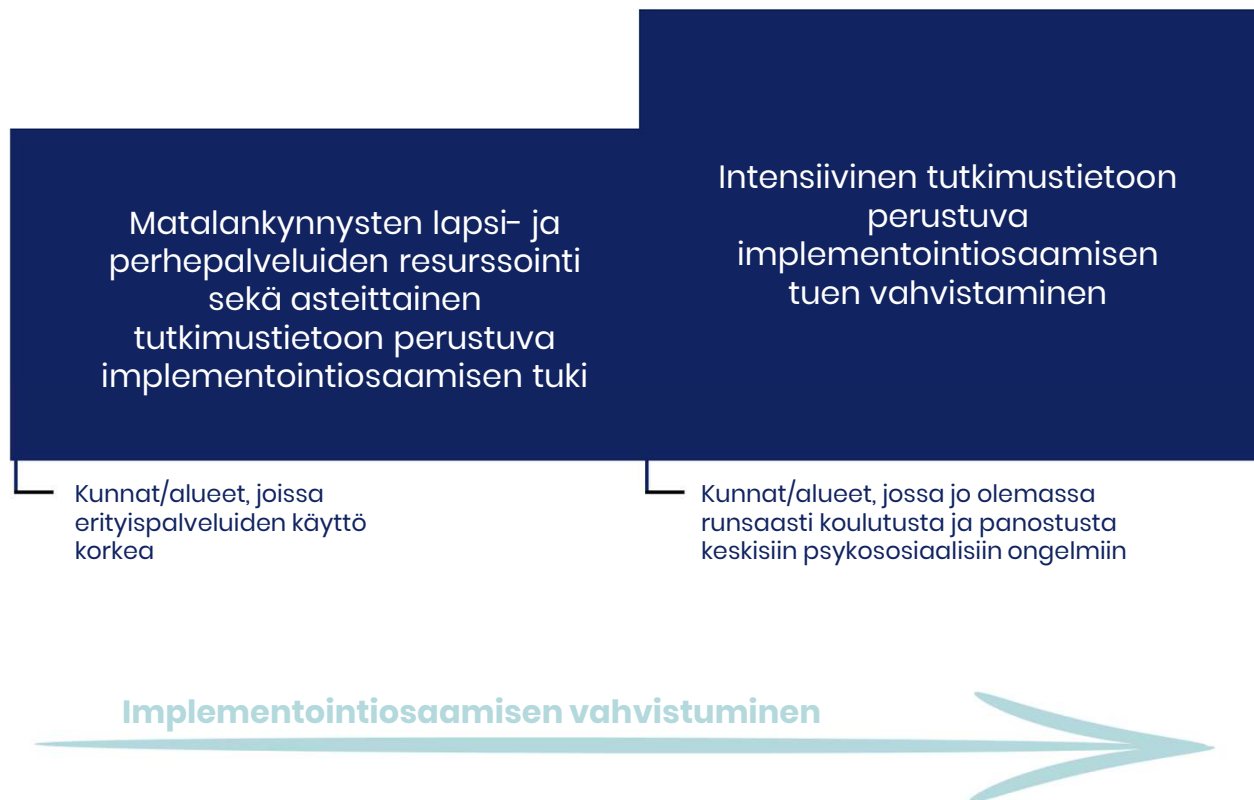 Matalankynnysten lapsi- ja
perhepalveluiden resurssointi
sekä asteittainen
tutkimustietoon perustuva
implementointiosaamisen tuki
Intensiivinen tutkimustietoon
perustuva
implementointiosaamisen
tuen vahvistaminen
Kunnat/alueet, joissa
erityispalveluiden käyttö
korkea
Kunnat/alueet, jossa jo olemassa
runsaasti koulutusta ja panostusta
keskisiin psykososiaalisiin ongelmiin
Implementointiosaamisen vahvistuminen